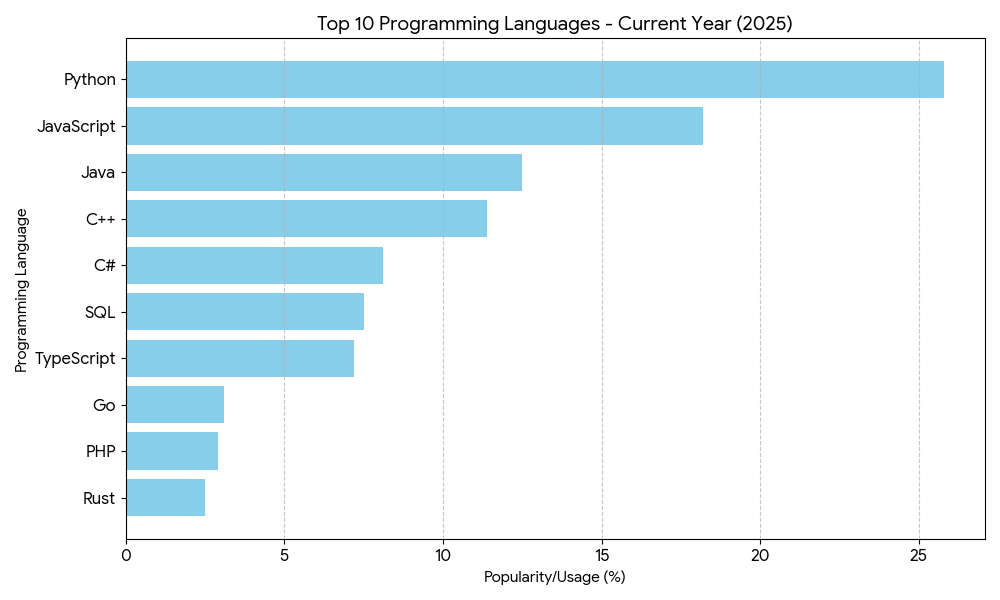 Top 10 Programming Languages - Current Year (2025)
Programming Language
Python
JavaScript
Java
C++
C#
SQL
TypeScript
Go
PHP
Rust
0 5 10 15 20 25
Popularity/Usage (%)